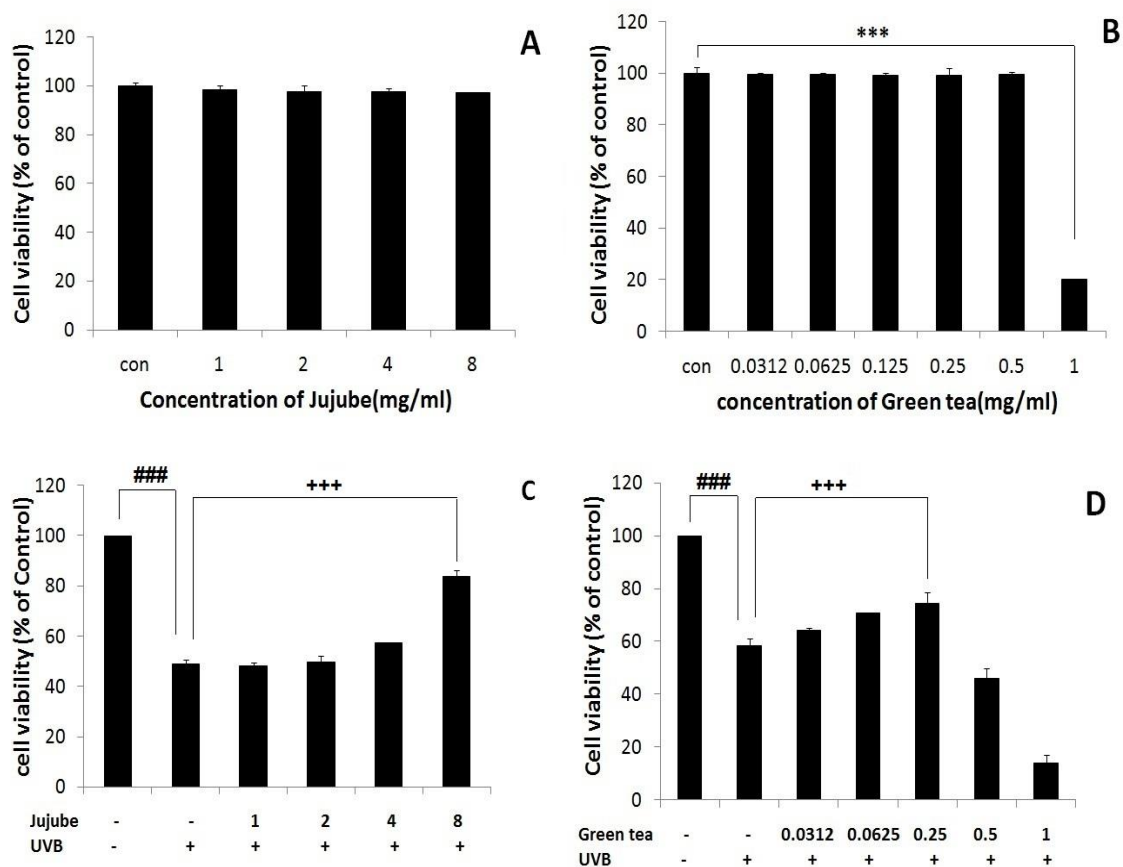 A
Cell viability (% of control)
120
100
80
60
40
20
0
con 1 2 4 8
Concentration of Jujube(mg/ml)
B
***
Cell viability (% of control)
120
100
80
60
40
20
0
con 0.0312 0.0625 0.125 0.25 0.5 1
concentration of Green tea(mg/ml)
C
### +++
cell viability (% of Control)
120
100
80
60
40
20
0
Jujube - - 1 2 4 8
UVB - + + + + +
D
### +++
Cell viability (% of control)
120
100
80
60
40
20
0
Green tea - - 0.0312 0.0625 0.25 0.5 1
UVB - + + + + + +